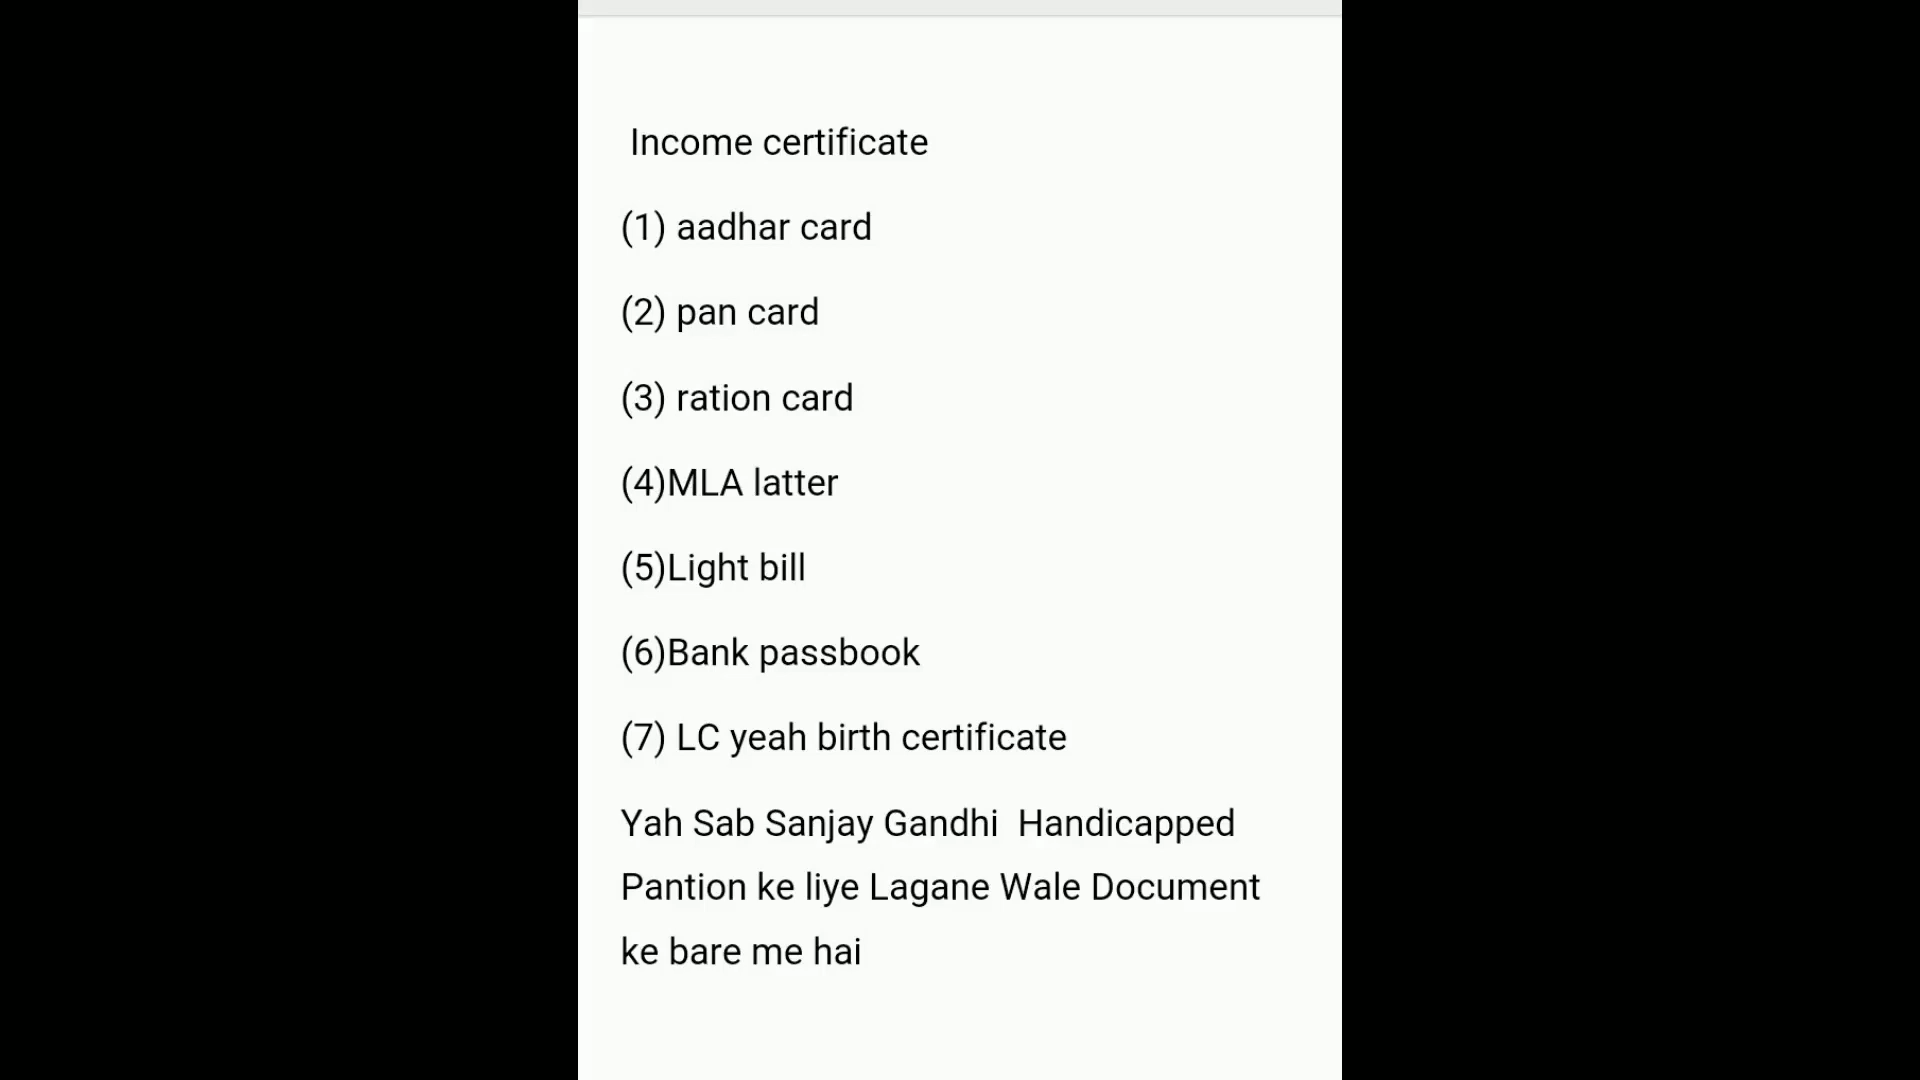 Income certificate
(1) aadhar card
(2) pan card
(3) ration card
(4)MLA latter
(5)Light bill
(6)Bank passbook
(7) LC yeah birth certificate
Yah Sab Sanjay Gandhi  Handicapped
Pantion ke liye Lagane Wale Document
ke bare me hai